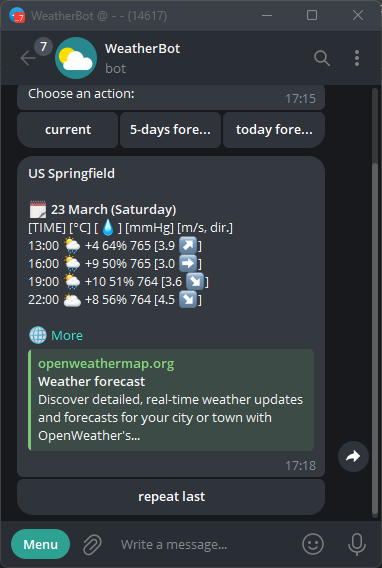 WeatherBot @ - - (14617)
7
WeatherBot
bot
Choose an action:
17:15
current 5-days fore... today fore...
US Springfield
23 March (Saturday)
[TIME] [°C] [💧] [mmHg] [m/s, dir.]
13:00 🌦 +4 64% 765 [3.9 ↗]
16:00 🌦 +9 50% 765 [3.0 ➡]
19:00 🌦 +10 51% 764 [3.6 ↘]
22:00 🌥 +8 56% 764 [4.5 ↘]
🌐 More
openweathermap.org
Weather forecast
Discover detailed, real-time weather updates
and forecasts for your city or town with
OpenWeather's...
17:18
repeat last
Menu
Write a message...